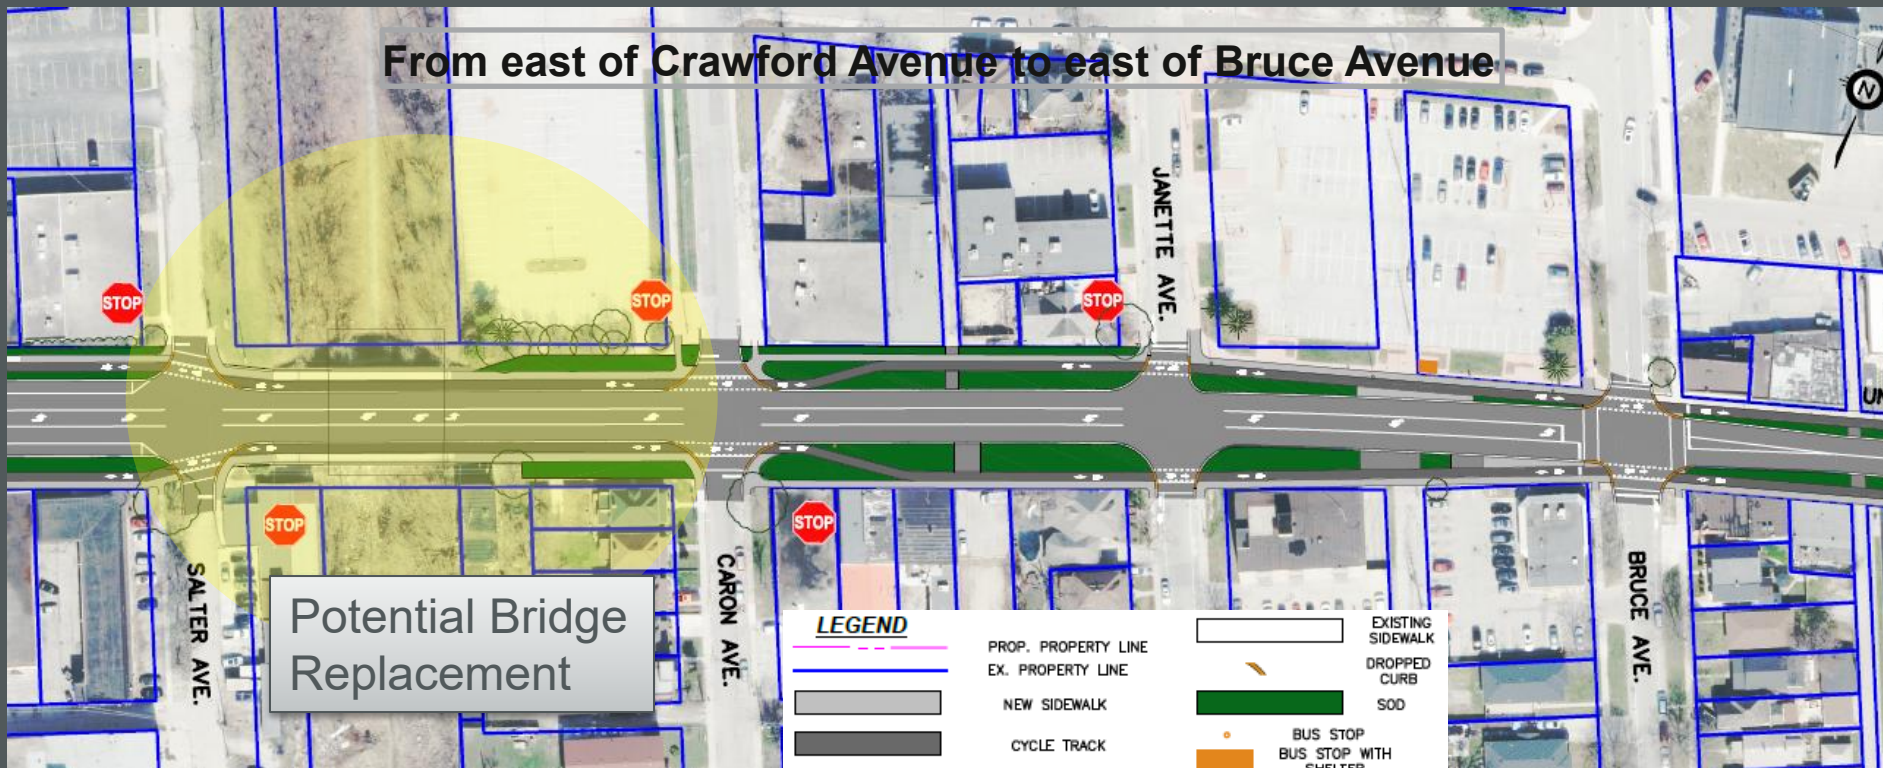 From east of Crawford Avenue to east of Bruce Avenue
N
JANETTE AVE.
STOP
STOP
STOP
STOP
STOP
SALTER AVE.
CARON AVE.
BRUCE AVE.
UN
Potential Bridge
Replacement
LEGEND
PROP. PROPERTY LINE
EX. PROPERTY LINE
NEW SIDEWALK
CYCLE TRACK
EXISTING
SIDEWALK
DROPPED
CURB
SOD
BUS STOP
BUS STOP WITH
SHELTER